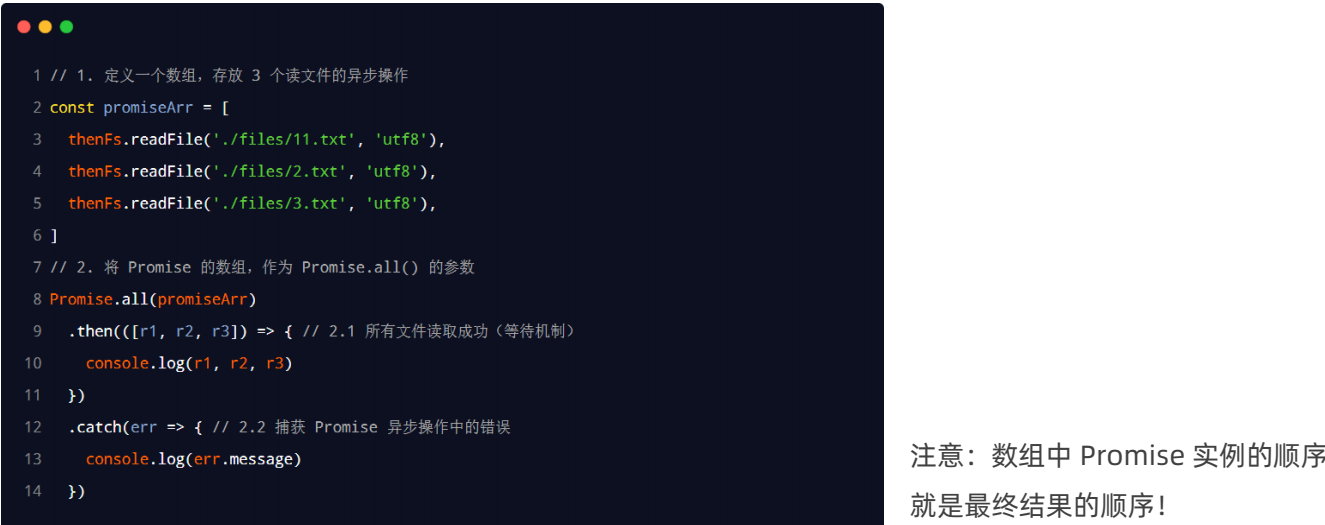 1 // 1. 定义一个数组，存放 3 个读文件的异步操作
2 const promiseArr = [
3   thenFs.readFile('./files/11.txt', 'utf8'),
4   thenFs.readFile('./files/2.txt', 'utf8'),
5   thenFs.readFile('./files/3.txt', 'utf8'),
6 ]
7 // 2. 将 Promise 的数组，作为 Promise.all() 的参数
8 Promise.all(promiseArr)
9   .then(([r1, r2, r3]) => { // 2.1 所有文件读取成功（等待机制）
10     console.log(r1, r2, r3)
11   })
12   .catch(err => { // 2.2 捕获 Promise 异步操作中的错误
13     console.log(err.message)
14   })
注意：数组中 Promise 实例的顺序
就是最终结果的顺序！